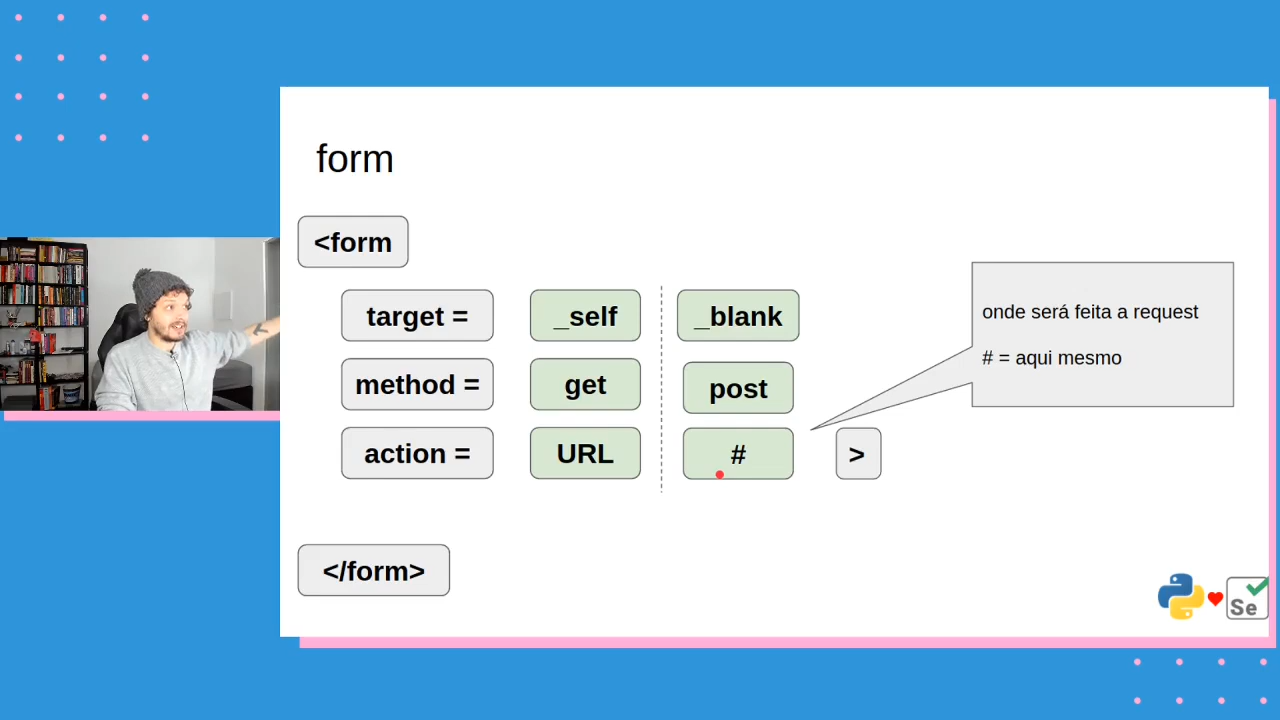 form
<form
target =
_self
_blank
method =
get
post
action =
URL
#
>
onde será feita a request
# = aqui mesmo
</form>
Se